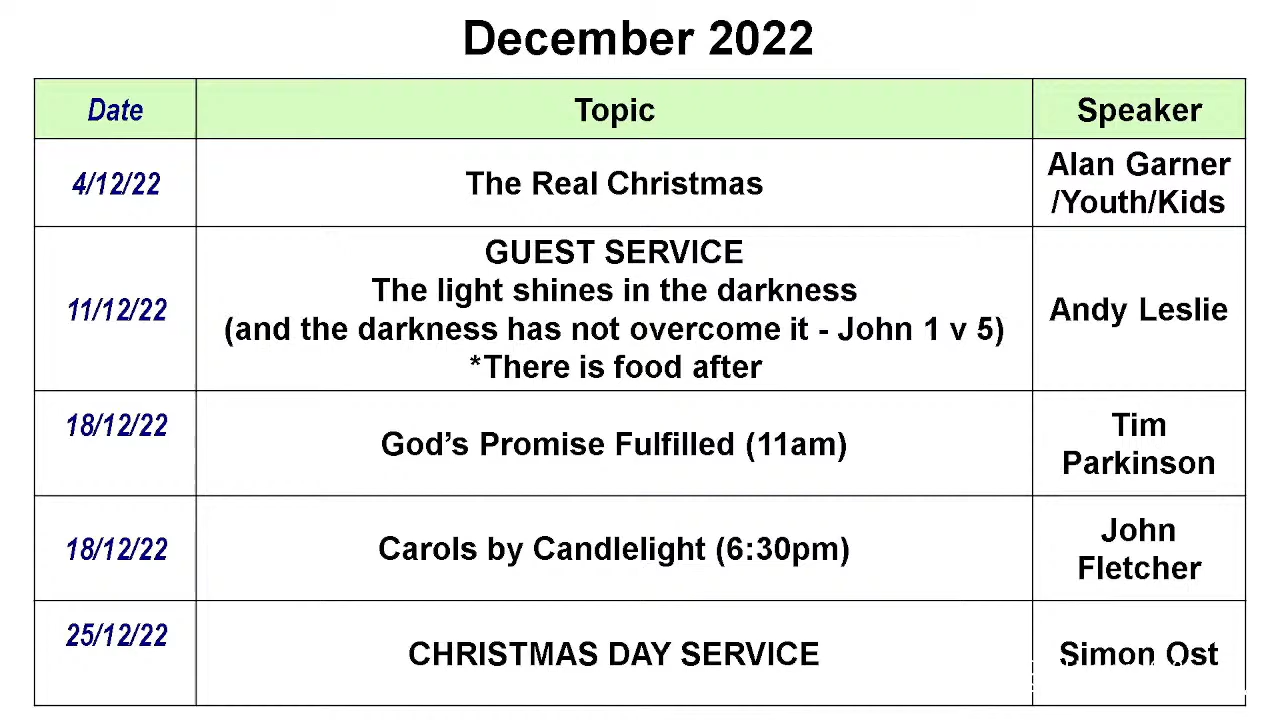 December 2022
Date Topic Speaker
4/12/22 The Real Christmas Alan Garner
/Youth/Kids
GUEST SERVICE
The light shines in the darkness
11/12/22 (and the darkness has not overcome it - John 1 v 5) Andy Leslie
*There is food after
18/12/22 God's Promise Fulfilled (11am) Tim
Parkinson
18/12/22 Carols by Candlelight (6:30pm) John
Fletcher
25/12/22 CHRISTMAS DAY SERVICE Simon Ost